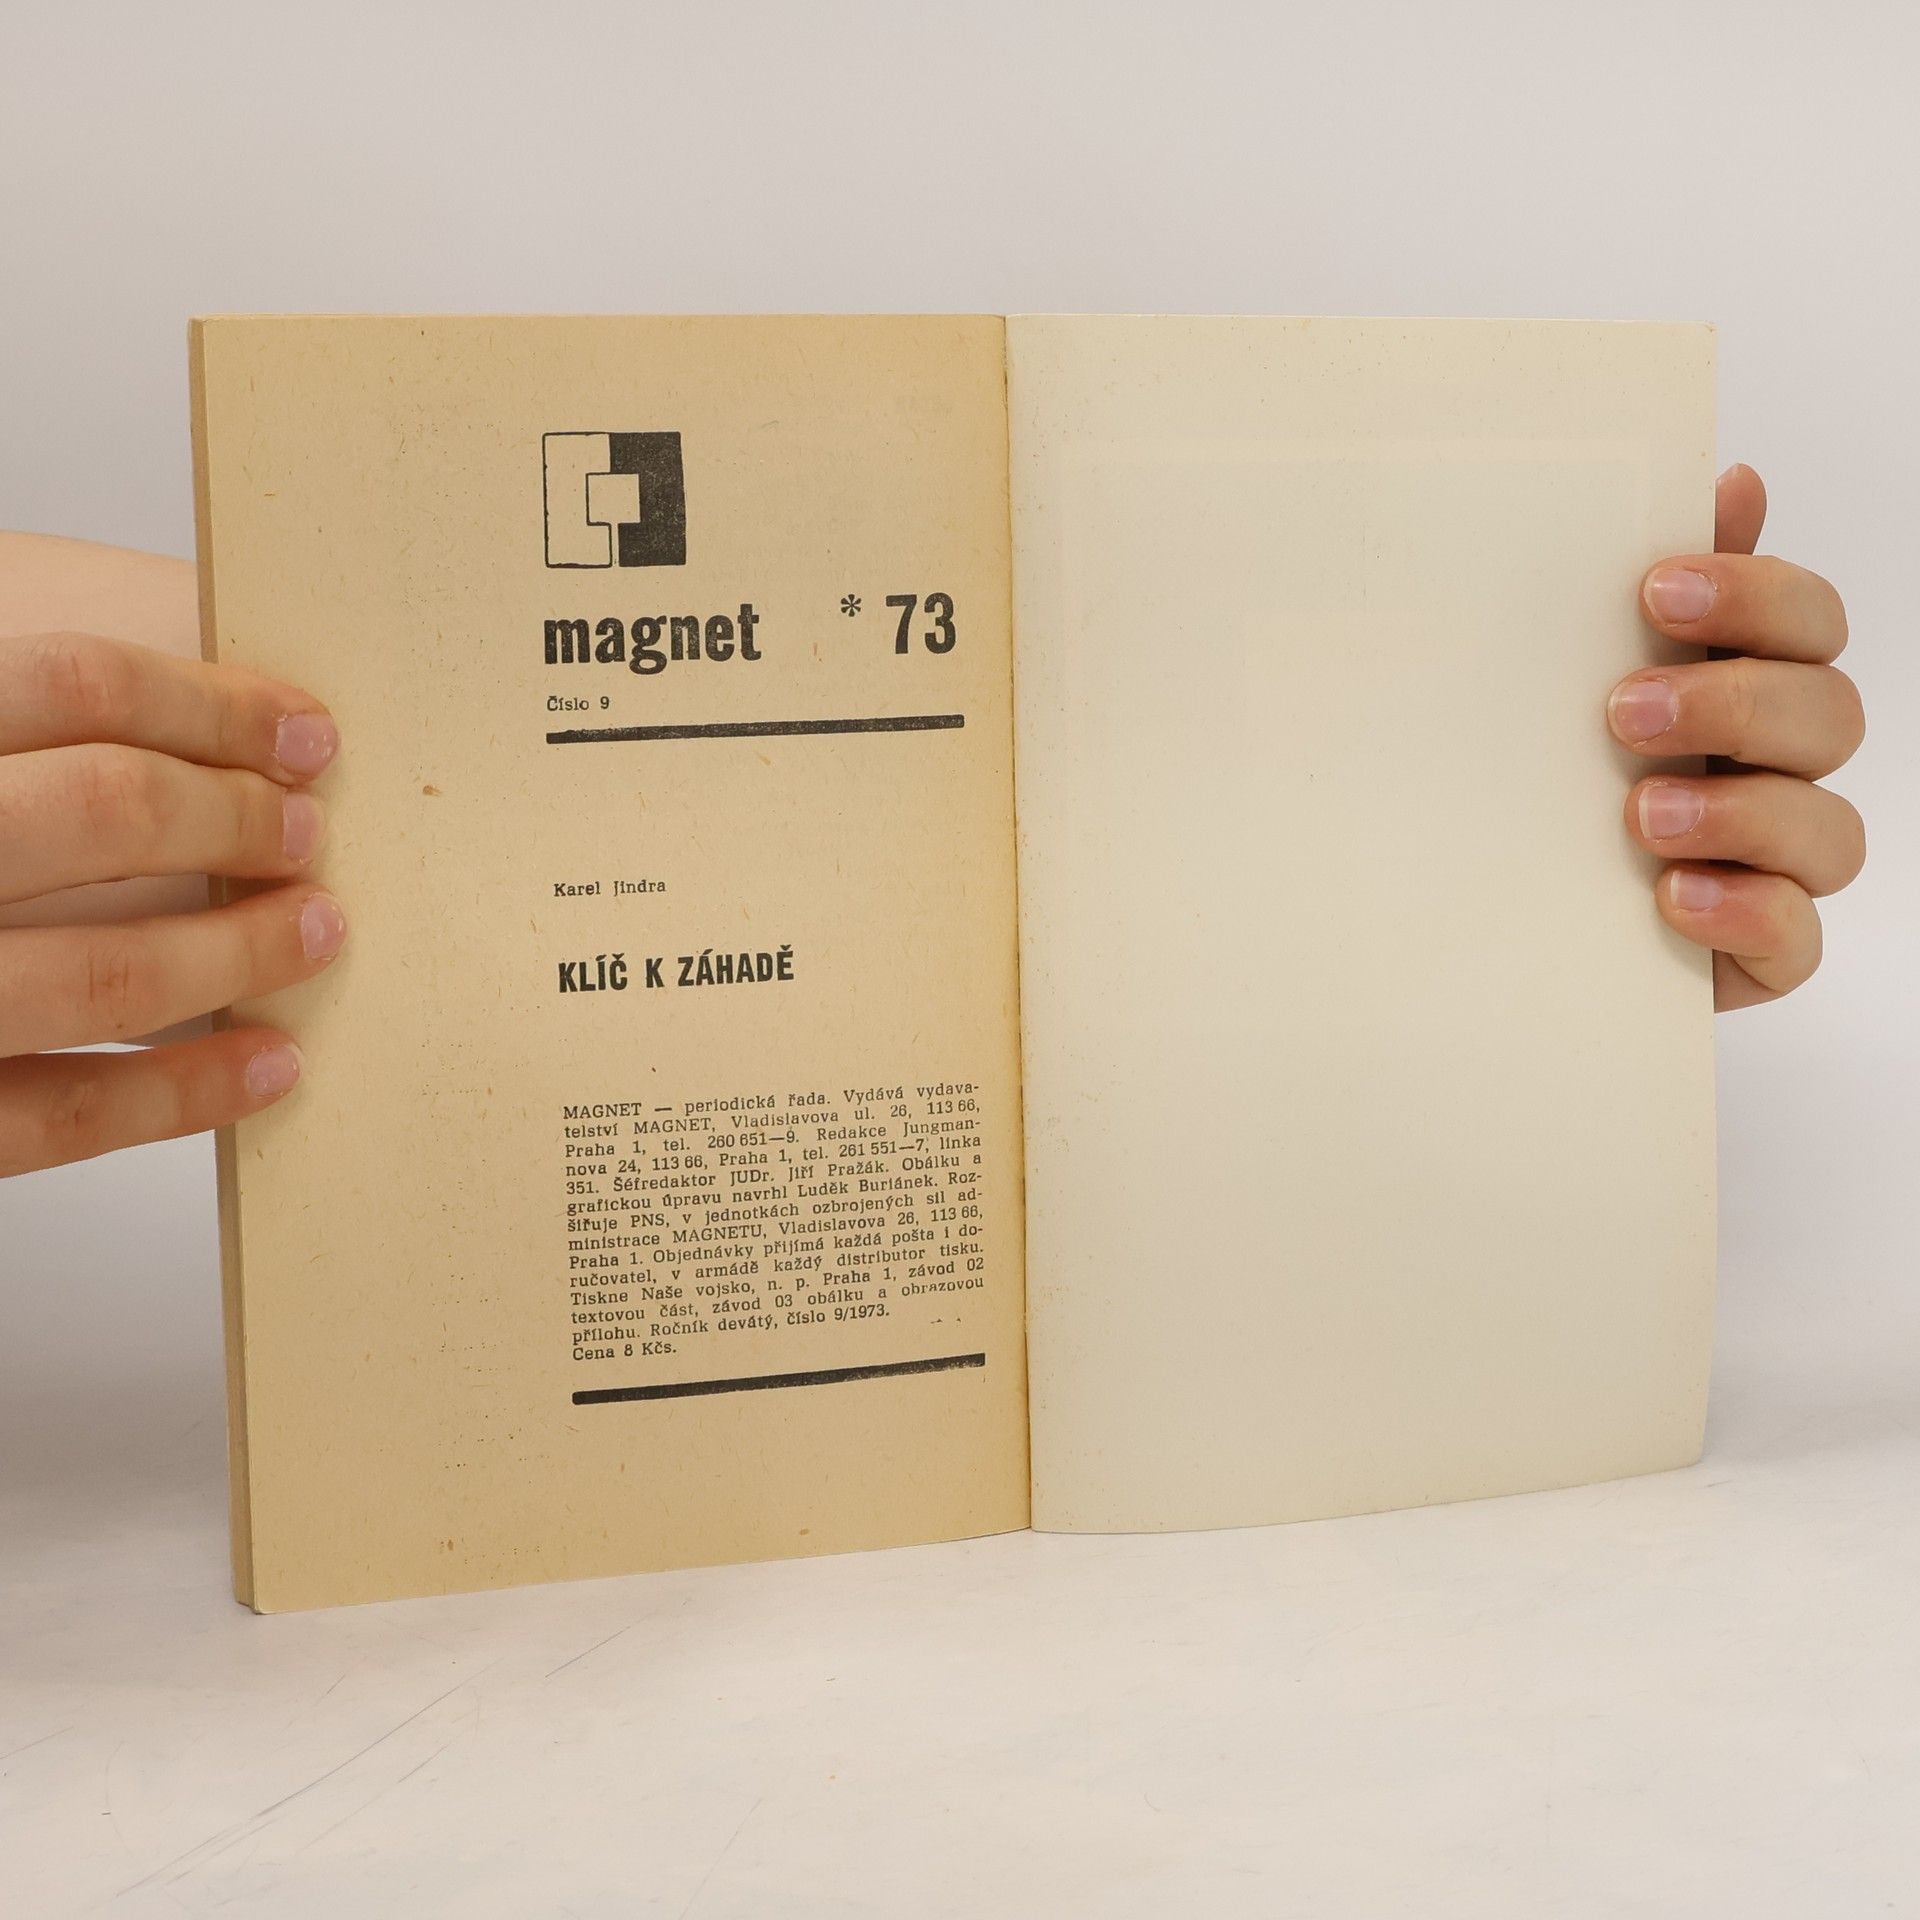 magnet * 73
Číslo 9
Karel Jindra
KLÍČ K ZÁHADĚ
MAGNET — periodická řada. Vydává vydava-
telství MAGNET, Vladislavova ul. 26, 113 66,
Praha 1, tel. 260 651—9. Redakce Jungman-
nova 24, 113 66, Praha 1, tel. 261 551—7, linka
351. Šéfredaktor JUDr. Jiří Pražák. Obálku a
grafickou úpravu navrhl Luděk Buriánek. Roz-
šiřuje PNS, v jednotkách ozbrojených sil ad-
ministrace MAGNETU, Vladislavova 26, 113 66,
Praha 1. Objednávky přijímá každá pošta i do-
ručovatel, v armádě každý distributor tisku.
Tiskne Naše vojsko, n. p. Praha 1, závod 02
textovou část, závod 03 obálku a obrazovou
přílohu. Ročník devátý, číslo 9/1973.
Cena 8 Kčs.